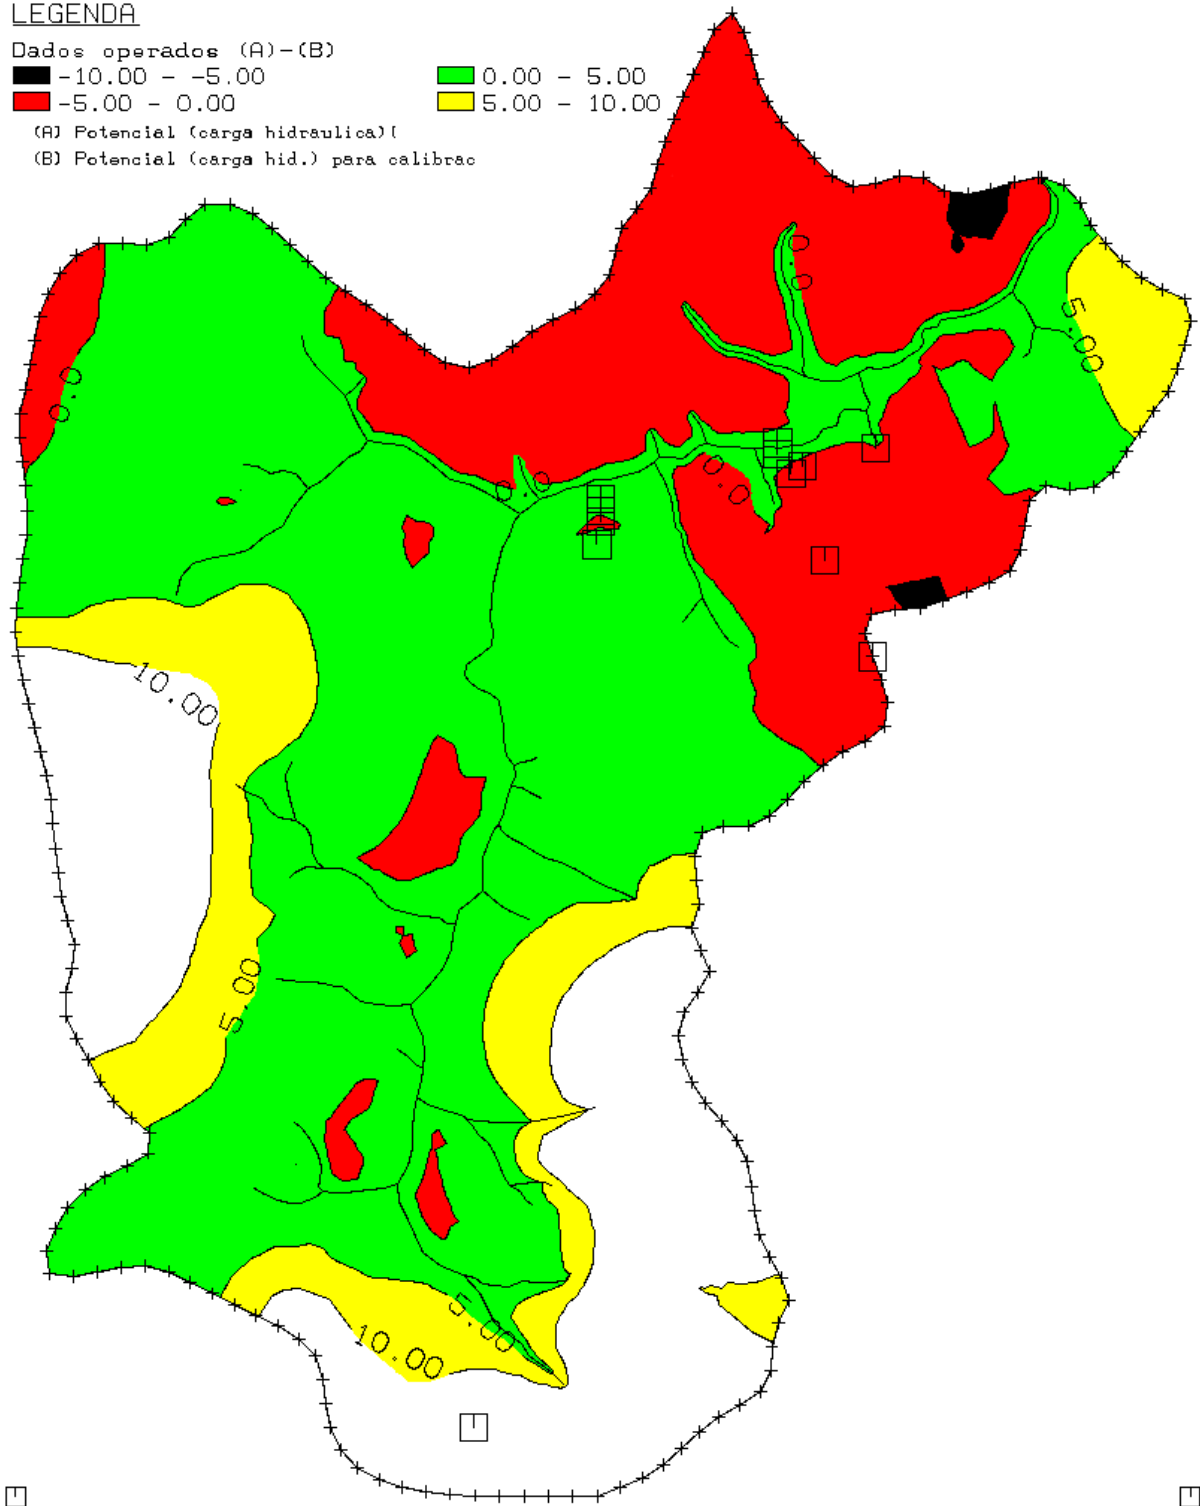 LEGENDA
Dados operados (A)-(B)
-10.00 - -5.00
0.00 - 5.00
-5.00 - 0.00
5.00 - 10.00
(A) Potencial (carga hidraulica)[
(B) Potencial (carga hid.) para calibrac
0.0
5.00
0.0
0.0
0.0
10.00
5.00
5.00
10.00